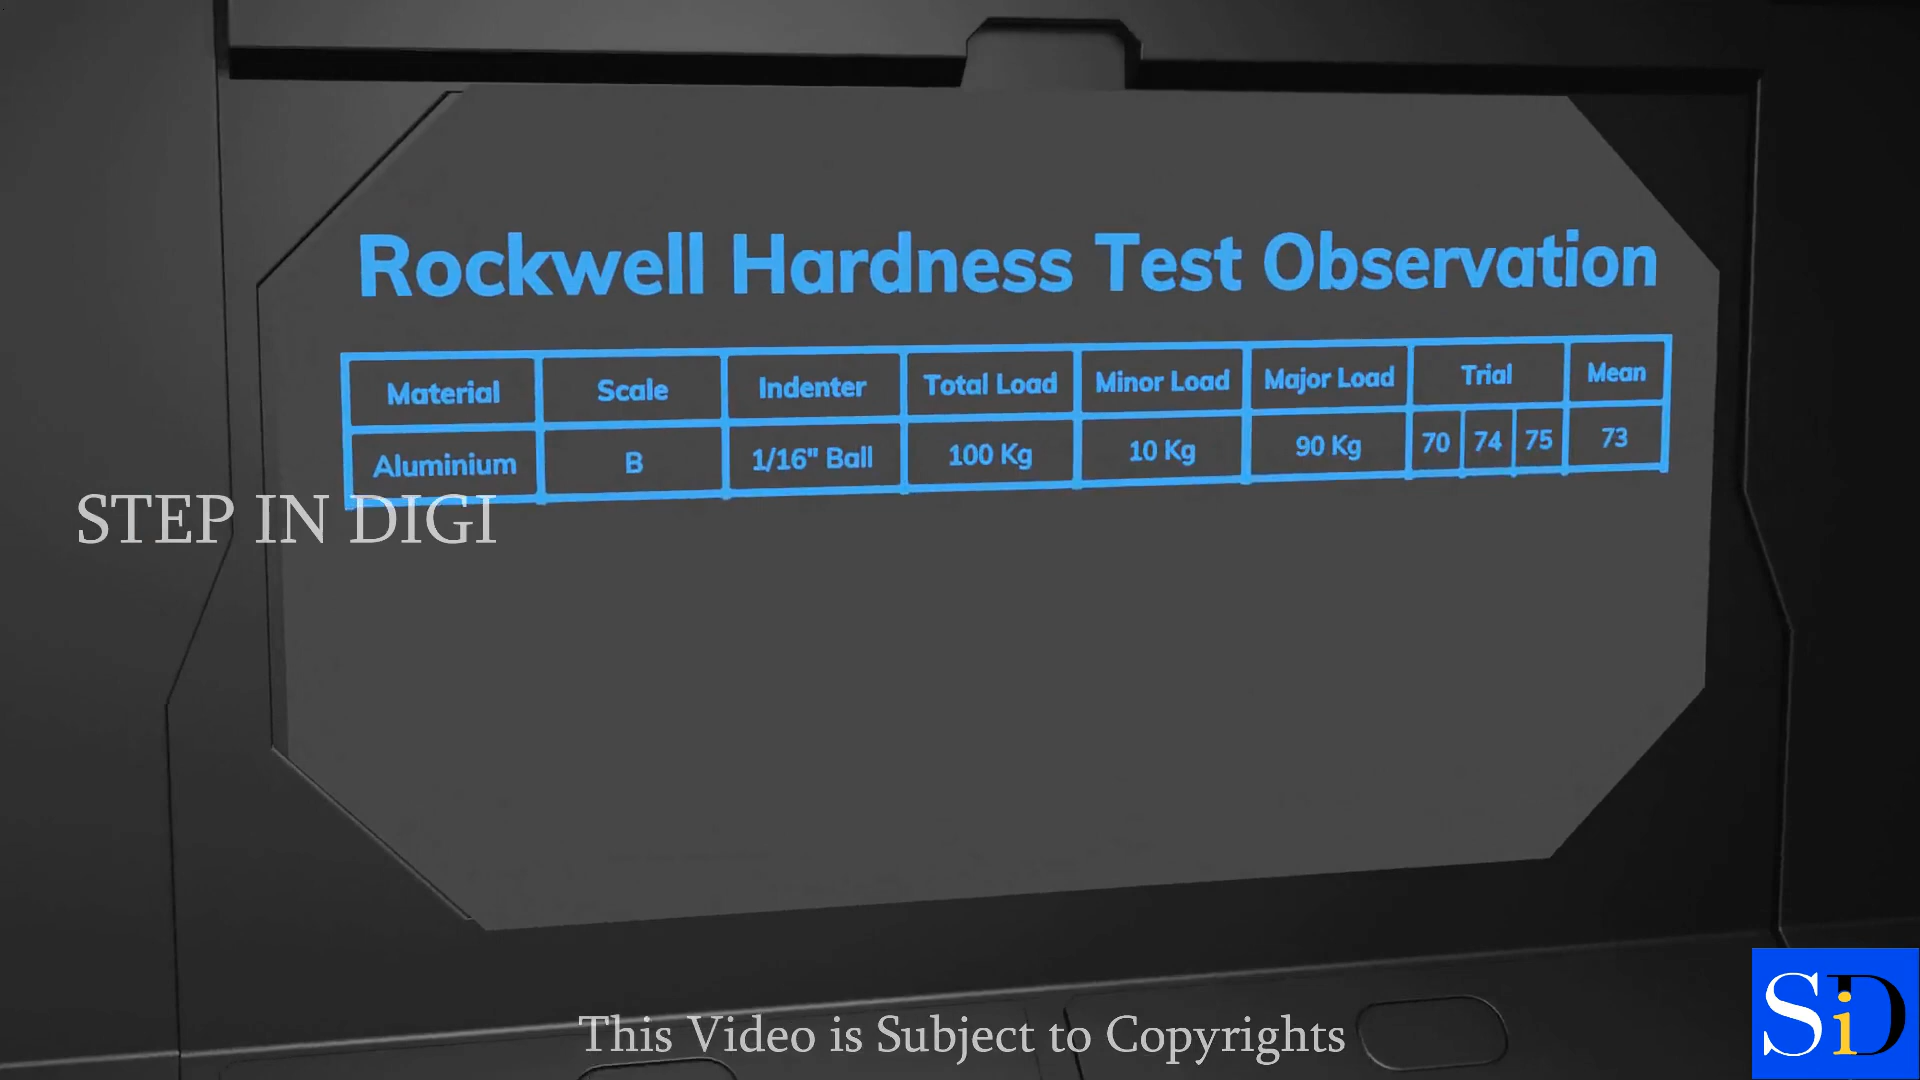 Rockwell Hardness Test Observation
Material Scale Indenter Total Load Minor Load Major Load Trial Mean
Aluminium B 1/16" Ball 100 Kg 10 Kg 90 Kg 70 74 75 73
STEP IN DIGI
This Video is Subject to Copyrights
SiD